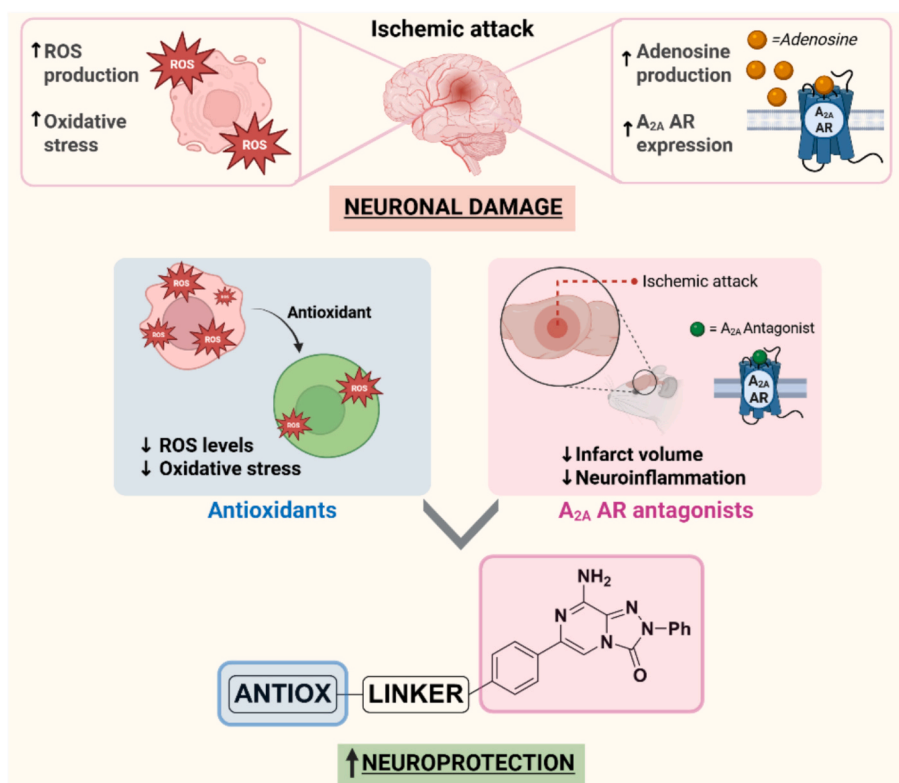 Ischemic attack
↑ROS
production
↑Oxidative
stress
ROS
ROS
↑Adenosine
production
↑A2A AR
expression
=Adenosine
A2A
AR
NEURONAL DAMAGE
ROS
ROS
ROS
ROS
Antioxidant
ROS
ROS
↓ ROS levels
↓ Oxidative stress
Ischemic attack
= A2A Antagonist
A2A
AR
↓Infarct volume
↓Neuroinflammation
Antioxidants
A2A AR antagonists
NH2
N
N
N
N–Ph
O
ANTIOX
LINKER
↑NEUROPROTECTION